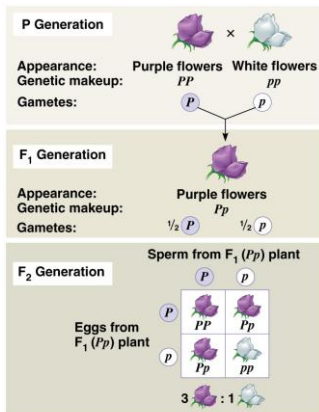 P Generation
×
Appearance: Purple flowers White flowers
Genetic makeup: PP pp
Gametes: P p
F₁ Generation
Appearance: Purple flowers
Genetic makeup: Pp
Gametes: ½ P ½ p
F₂ Generation
Sperm from F₁ (Pp) plant
P p
Eggs from
F₁ (Pp) plant
P PP Pp
p Pp pp
3 : 1